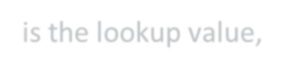 is the lookup value,